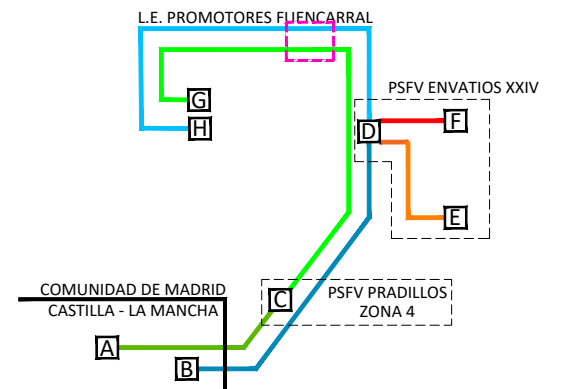 L.E. PROMOTORES FUENCARRAL
PSFV ENVATIOS XXIV
G
H
F
D
E
COMUNIDAD DE MADRID
CASTILLA - LA MANCHA
C
PSFV PRADILLOS
ZONA 4
A
B